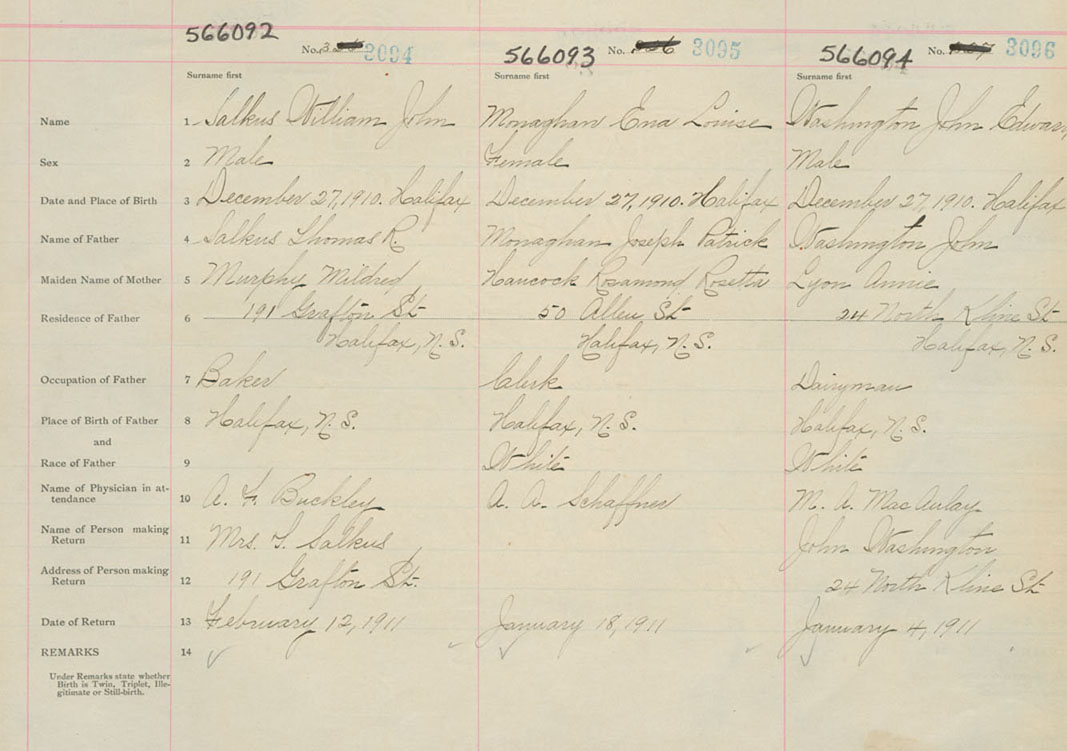 566092 566093 566094
No. 3094 No. 3095 No. 3096
Surname first Surname first Surname first
Name 1 Salkus William John Monaghan Ena Louise Washington John Edward
Sex 2 Male Female Male
Date and Place of Birth 3 December 27, 1910. Halifax December 27, 1910. Halifax December 27, 1910. Halifax
Name of Father 4 Salkus Thomas R. Monaghan Joseph Patrick Washington John
Maiden Name of Mother 5 Murphy Mildred Hancock Rosamond Rosetta Lyon Annie
Residence of Father 6 191 Grafton St 50 Allen St 24 North Kline St
Halifax, N.S. Halifax, N.S. Halifax, N.S.
Occupation of Father 7 Baker Clerk Dairyman
Place of Birth of Father 8 Halifax, N.S. Halifax, N.S. Halifax, N.S.
and
Race of Father 9 White White
Name of Physician in at- 10 A. F. Buckley A. A. Schaffner M. A. MacAulay
tendance
Name of Person making 11 Mrs. T. Salkus John Washington
Return
Address of Person making 12 191 Grafton St. 24 North Kline St
Return
Date of Return 13 February 12, 1911 January 18, 1911 January 4, 1911
REMARKS 14
Under Remarks state whether
Birth is Twin, Triplet, Ille-
gitimate or Still-birth.